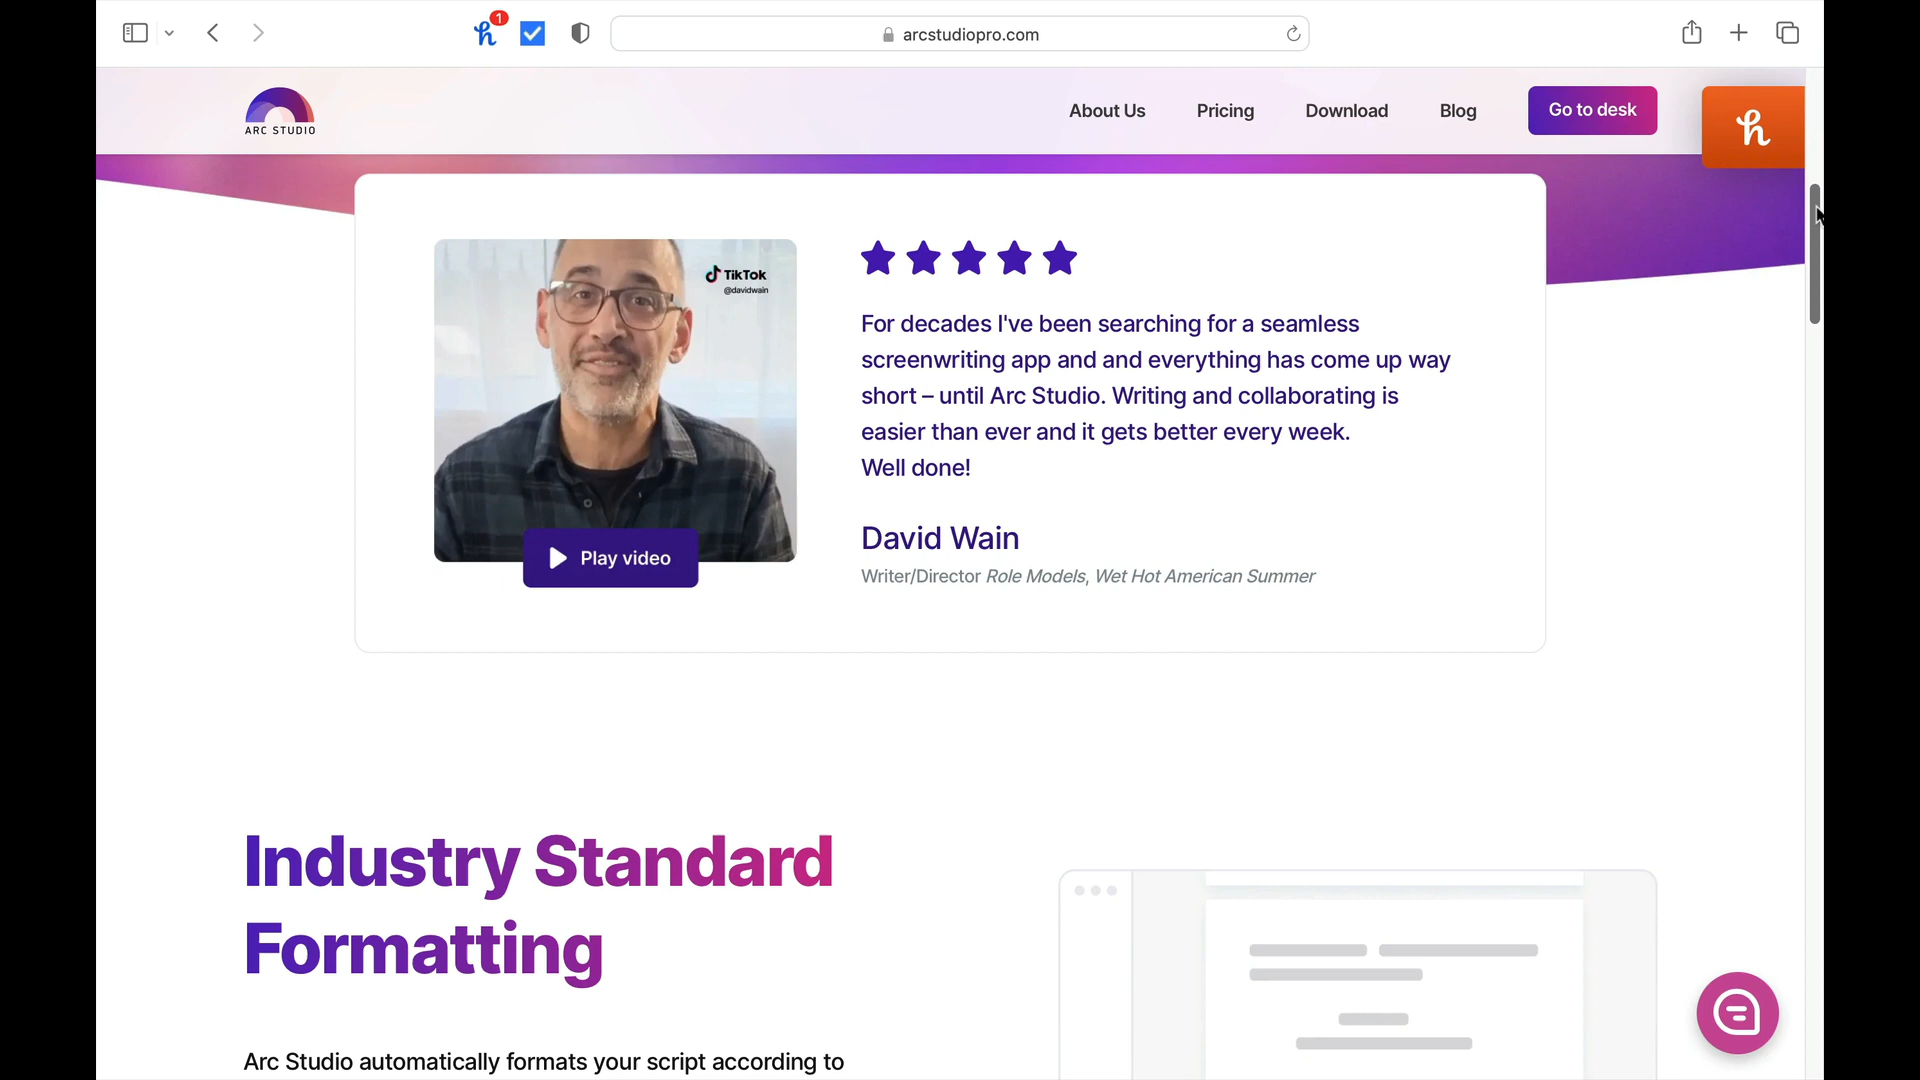 1
arcstudiopro.com
ARC STUDIO
About Us
Pricing
Download
Blog
Go to desk
h
TikTok
@davidwain
For decades I've been searching for a seamless
screenwriting app and and everything has come up way
short – until Arc Studio. Writing and collaborating is
easier than ever and it gets better every week.
Well done!
Play video
David Wain
Writer/Director Role Models, Wet Hot American Summer
Industry Standard
Formatting
Arc Studio automatically formats your script according to